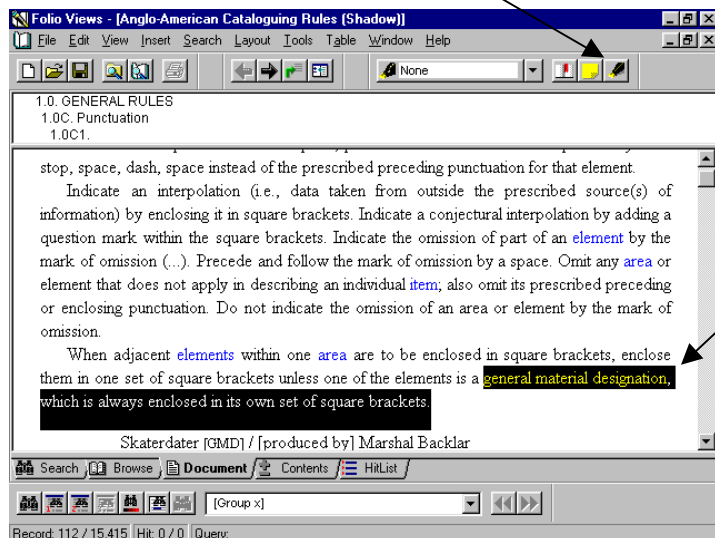 Folio Views - [Anglo-American Cataloguing Rules (Shadow)]
File Edit View Insert Search Layout Tools Table Window Help
None
1.0. GENERAL RULES
1.0C. Punctuation
1.0C1.
stop, space, dash, space instead of the prescribed preceding punctuation for that element.
Indicate an interpolation (i.e., data taken from outside the prescribed source(s) of
information) by enclosing it in square brackets. Indicate a conjectural interpolation by adding a
question mark within the square brackets. Indicate the omission of part of an element by the
mark of omission (...). Precede and follow the mark of omission by a space. Omit any area or
element that does not apply in describing an individual item; also omit its prescribed preceding
or enclosing punctuation. Do not indicate the omission of an area or element by the mark of
omission.
When adjacent elements within one area are to be enclosed in square brackets, enclose
them in one set of square brackets unless one of the elements is a general material designation,
which is always enclosed in its own set of square brackets.
Skaterdater [GMD] / [produced by] Marshal Backlar
Search Browse Document Contents HitList
[Group x]
Record: 112 / 15,415 Hit: 0 / 0 Query: